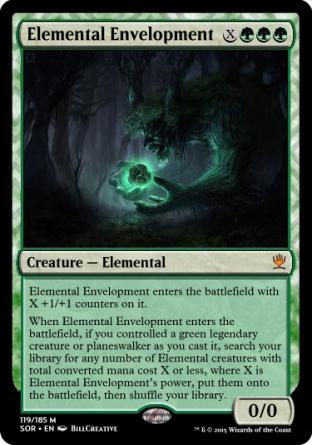 Elemental Envelopment X
Creature — Elemental
Elemental Envelopment enters the battlefield with
X +1/+1 counters on it.
When Elemental Envelopment enters the
battlefield, if you controlled a green legendary
creature or planeswalker as you cast it, search your
library for any number of Elemental creatures with
total converted mana cost X or less, where X is
Elemental Envelopment's power, put them onto
the battlefield, then shuffle your library.
0/0
119/185 M
SOR • EN BillCreative
™ & © 2015 Wizards of the Coast